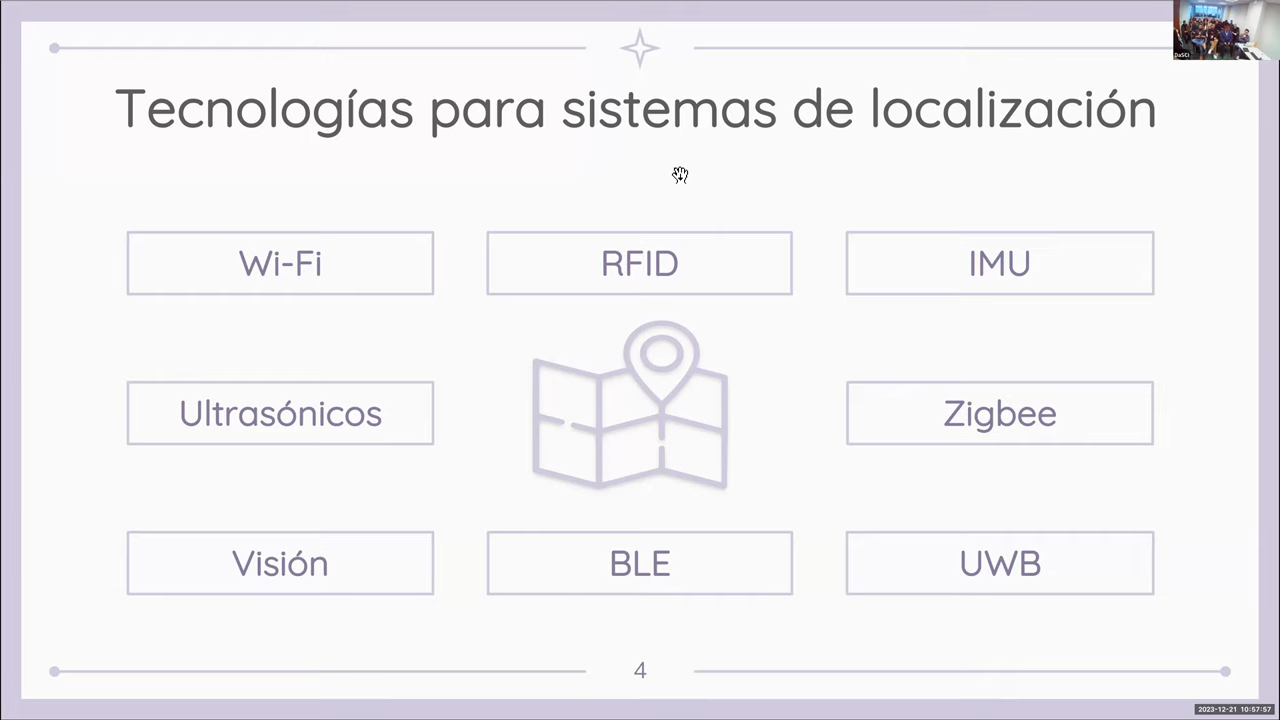 DaSCI
Tecnologías para sistemas de localización
Wi-Fi
RFID
IMU
Ultrasónicos
Zigbee
Visión
BLE
UWB
4
2023-12-21 10:57:57